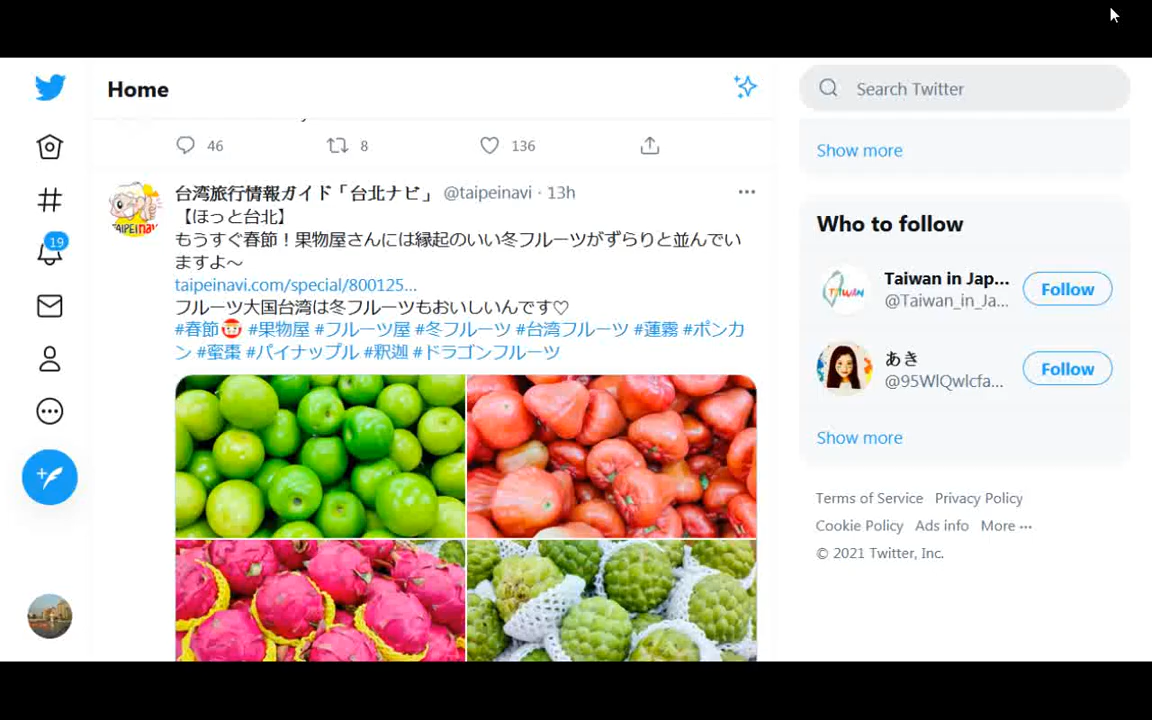 Home
Search Twitter
46
8
136
Show more
台湾旅行情報ガイド「台北ナビ」 @taipeinavi · 13h
【ほっと台北】
もうすぐ春節！果物屋さんには縁起のいい冬フルーツがずらりと並んでい
ますよ～
taipeinavi.com/special/800125...
フルーツ大国台湾は冬フルーツもおいしいんです♡
#春節 #果物屋 #フルーツ屋 #冬フルーツ #台湾フルーツ #蓮霧 #ポンカ
ン #蜜棗 #パイナップル #釈迦 #ドラゴンフルーツ
19
TAIPEInavi
Who to follow
TAIWAN
Taiwan in Jap...
@Taiwan_in_Ja...
Follow
あき
@95WlQwlcfa...
Follow
Show more
Terms of Service Privacy Policy
Cookie Policy Ads info More ···
© 2021 Twitter, Inc.